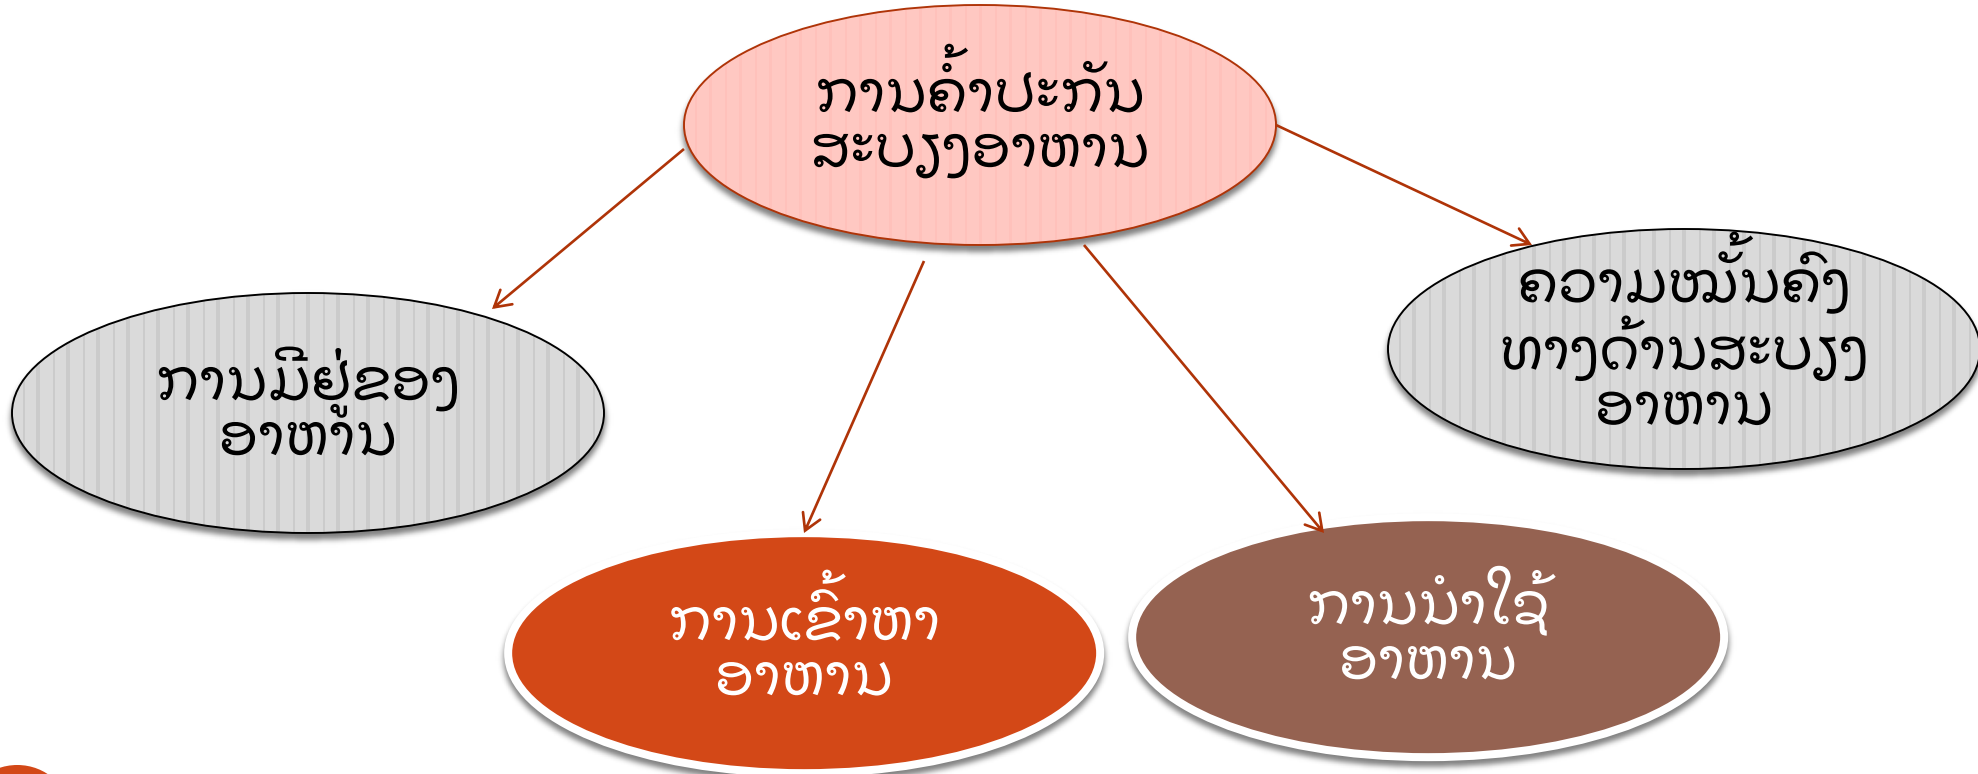 ການຄ້ຳປະກັນ
ສະບຽງອາຫານ
ການມີຢູ່ຂອງ
ອາຫານ
ຄວາມໝັ້ນຄົງ
ທາງດ້ານສະບຽງ
ອາຫານ
ການເຂົ້າຫາ
ອາຫານ
ການນຳໃຊ້
ອາຫານ